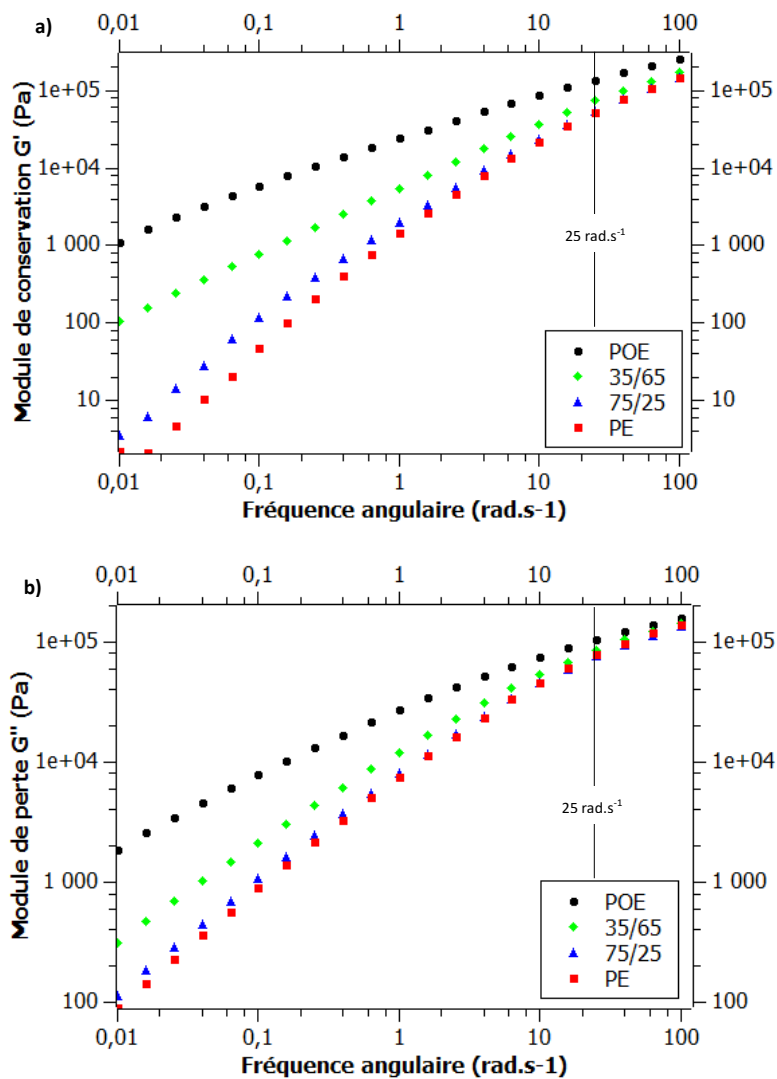 a)
0,01 0,1 1 10 100
Module de conservation G' (Pa)
1e+05 1e+05
1e+04 1e+04
1 000 1 000
25 rad.s-1
100 100
10 10
POE
35/65
75/25
PE
0,01 0,1 1 10 100
Fréquence angulaire (rad.s-1)
b)
0,01 0,1 1 10 100
Module de perte G'' (Pa)
1e+05 1e+05
1e+04 1e+04
25 rad.s-1
1 000 1 000
POE
35/65
75/25
PE
100 100
0,01 0,1 1 10 100
Fréquence angulaire (rad.s-1)